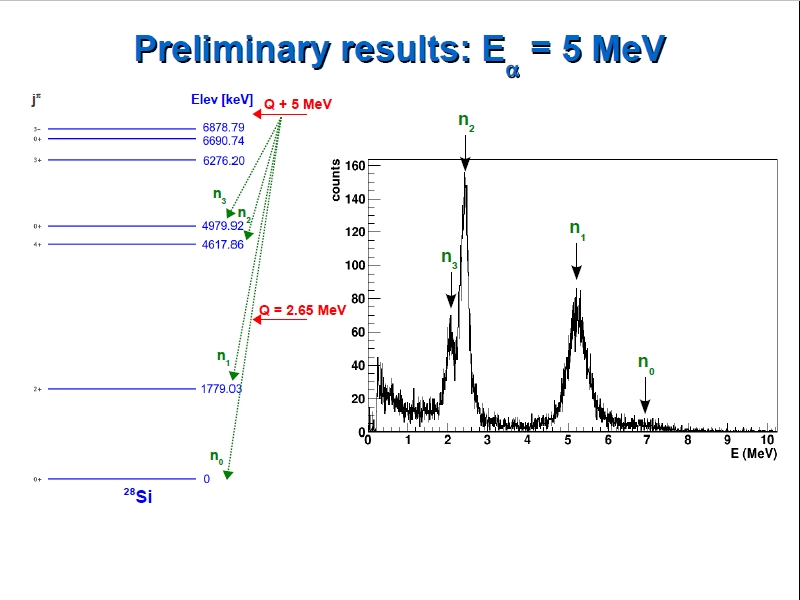 Preliminary results: Eα = 5 MeV
jπ
Elev [keV]
Q + 5 MeV
3- 6878.79
0+ 6690.74
3+ 6276.20
n3
n2
0+ 4979.92
4+ 4617.86
Q = 2.65 MeV
n1
2+ 1779.03
n0
0+ 0
28Si
counts
160
140
120
100
80
60
40
20
0
n2
n1
n3
n0
0 1 2 3 4 5 6 7 8 9 10
E (MeV)